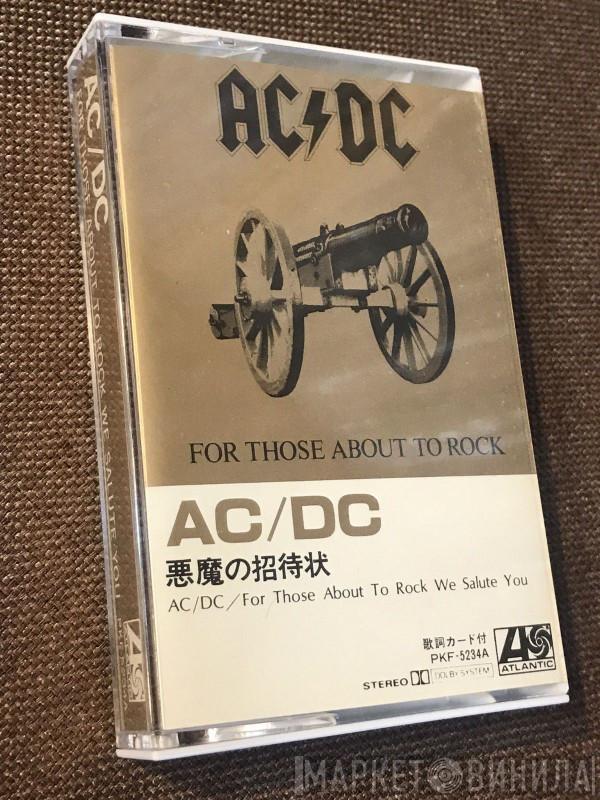 AC/DC
FOR THOSE ABOUT TO ROCK
AC/DC
悪魔の招待状
AC/DC/For Those About To Rock We Salute You
歌詞カード付
PKF-5234A
STEREO DOLBY SYSTEM
ATLANTIC
AC/DC
FOR THOSE ABOUT TO ROCK WE SALUTE YOU
МАРКЕТ ВИНИЛА